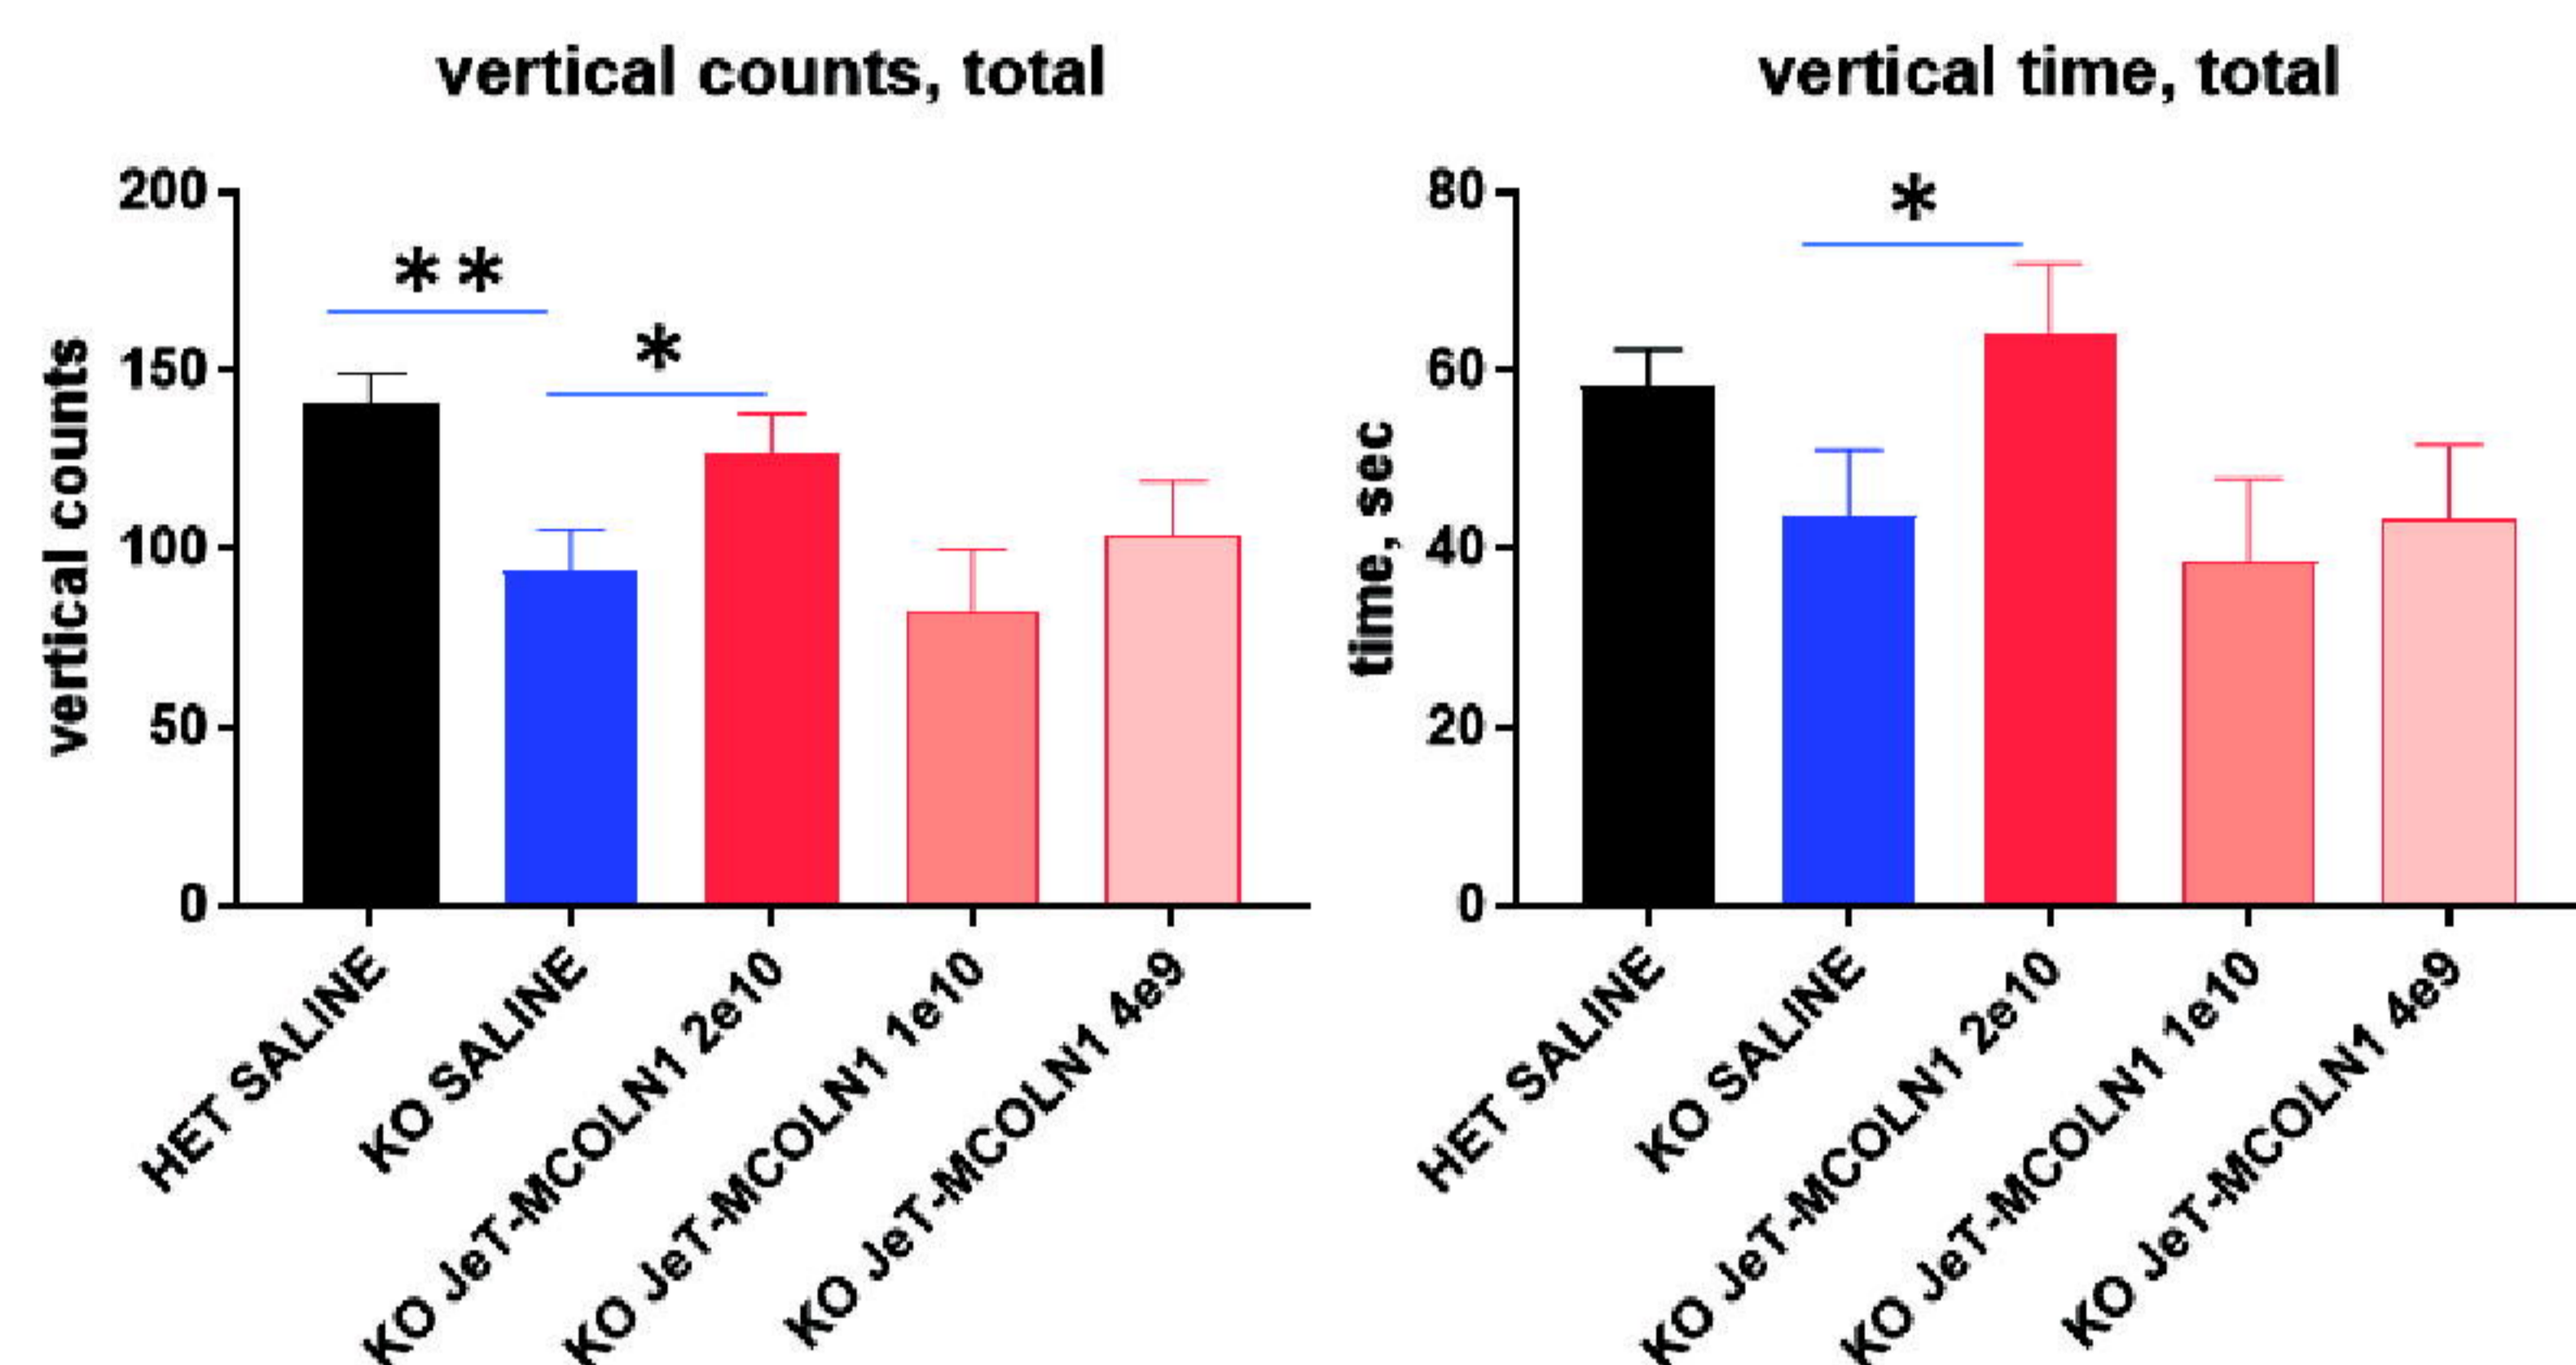 vertical counts, total
vertical counts
200
150
100
50
0
**
*
HET SALINE
KO SALINE
KO JeT-MCOLN1 2e10
KO JeT-MCOLN1 1e10
KO JeT-MCOLN1 4e9
vertical time, total
time, sec
80
60
40
20
0
*
HET SALINE
KO SALINE
KO JeT-MCOLN1 2e10
KO JeT-MCOLN1 1e10
KO JeT-MCOLN1 4e9